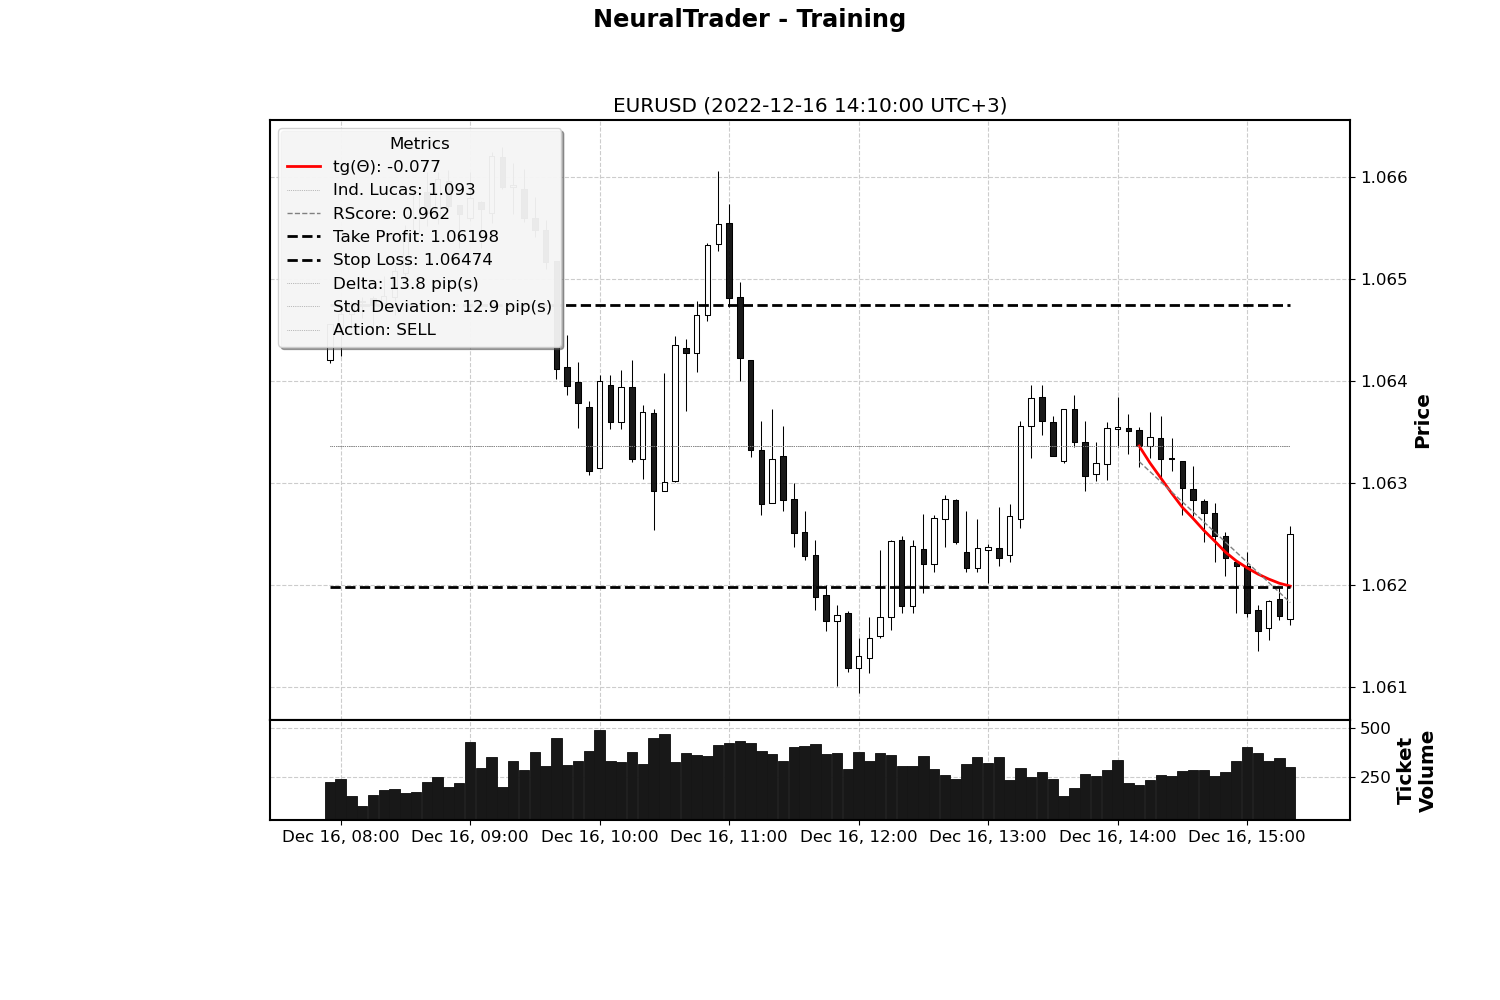 NeuralTrader - Training
EURUSD (2022-12-16 14:10:00 UTC+3)
Metrics
tg(Θ): -0.077
Ind. Lucas: 1.093
RScore: 0.962
Take Profit: 1.06198
Stop Loss: 1.06474
Delta: 13.8 pip(s)
Std. Deviation: 12.9 pip(s)
Action: SELL
1.066
1.065
1.064
1.063
1.062
1.061
Price
500
250
Ticket
Volume
Dec 16, 08:00 Dec 16, 09:00 Dec 16, 10:00 Dec 16, 11:00 Dec 16, 12:00 Dec 16, 13:00 Dec 16, 14:00 Dec 16, 15:00